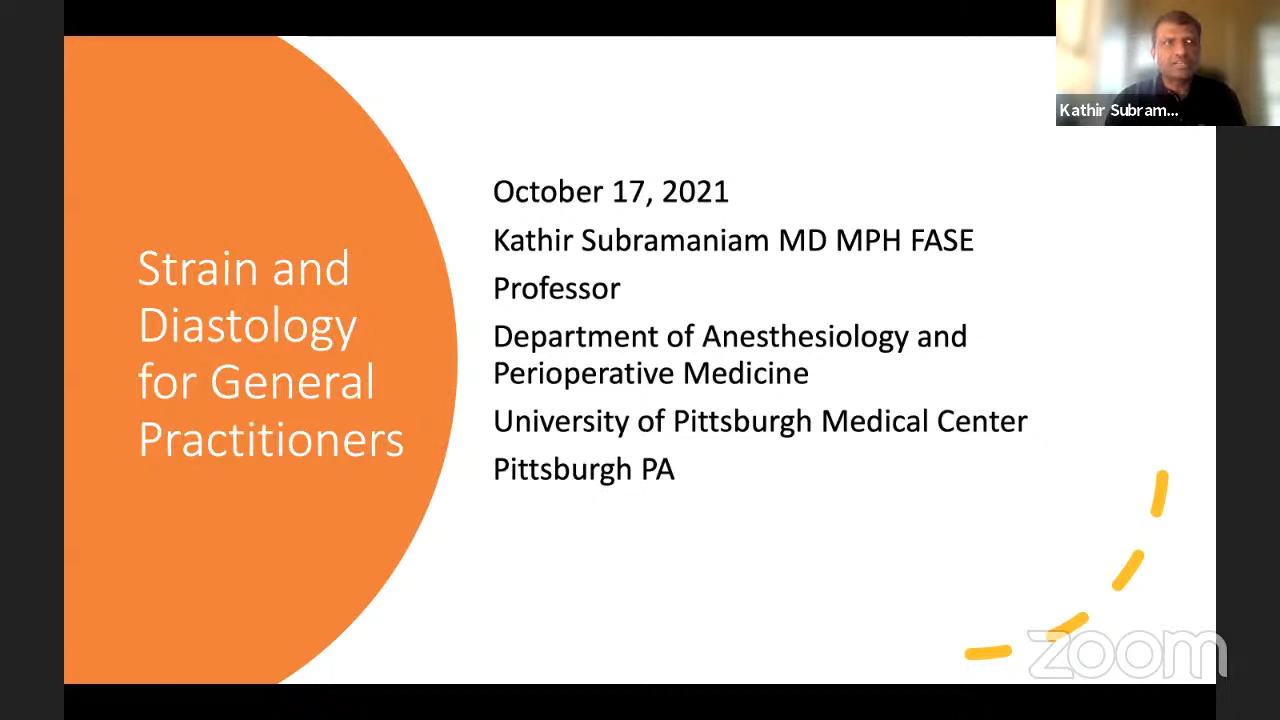 Kathir Subram...
Strain and
Diastology
for General
Practitioners
October 17, 2021
Kathir Subramaniam MD MPH FASE
Professor
Department of Anesthesiology and
Perioperative Medicine
University of Pittsburgh Medical Center
Pittsburgh PA
zoom